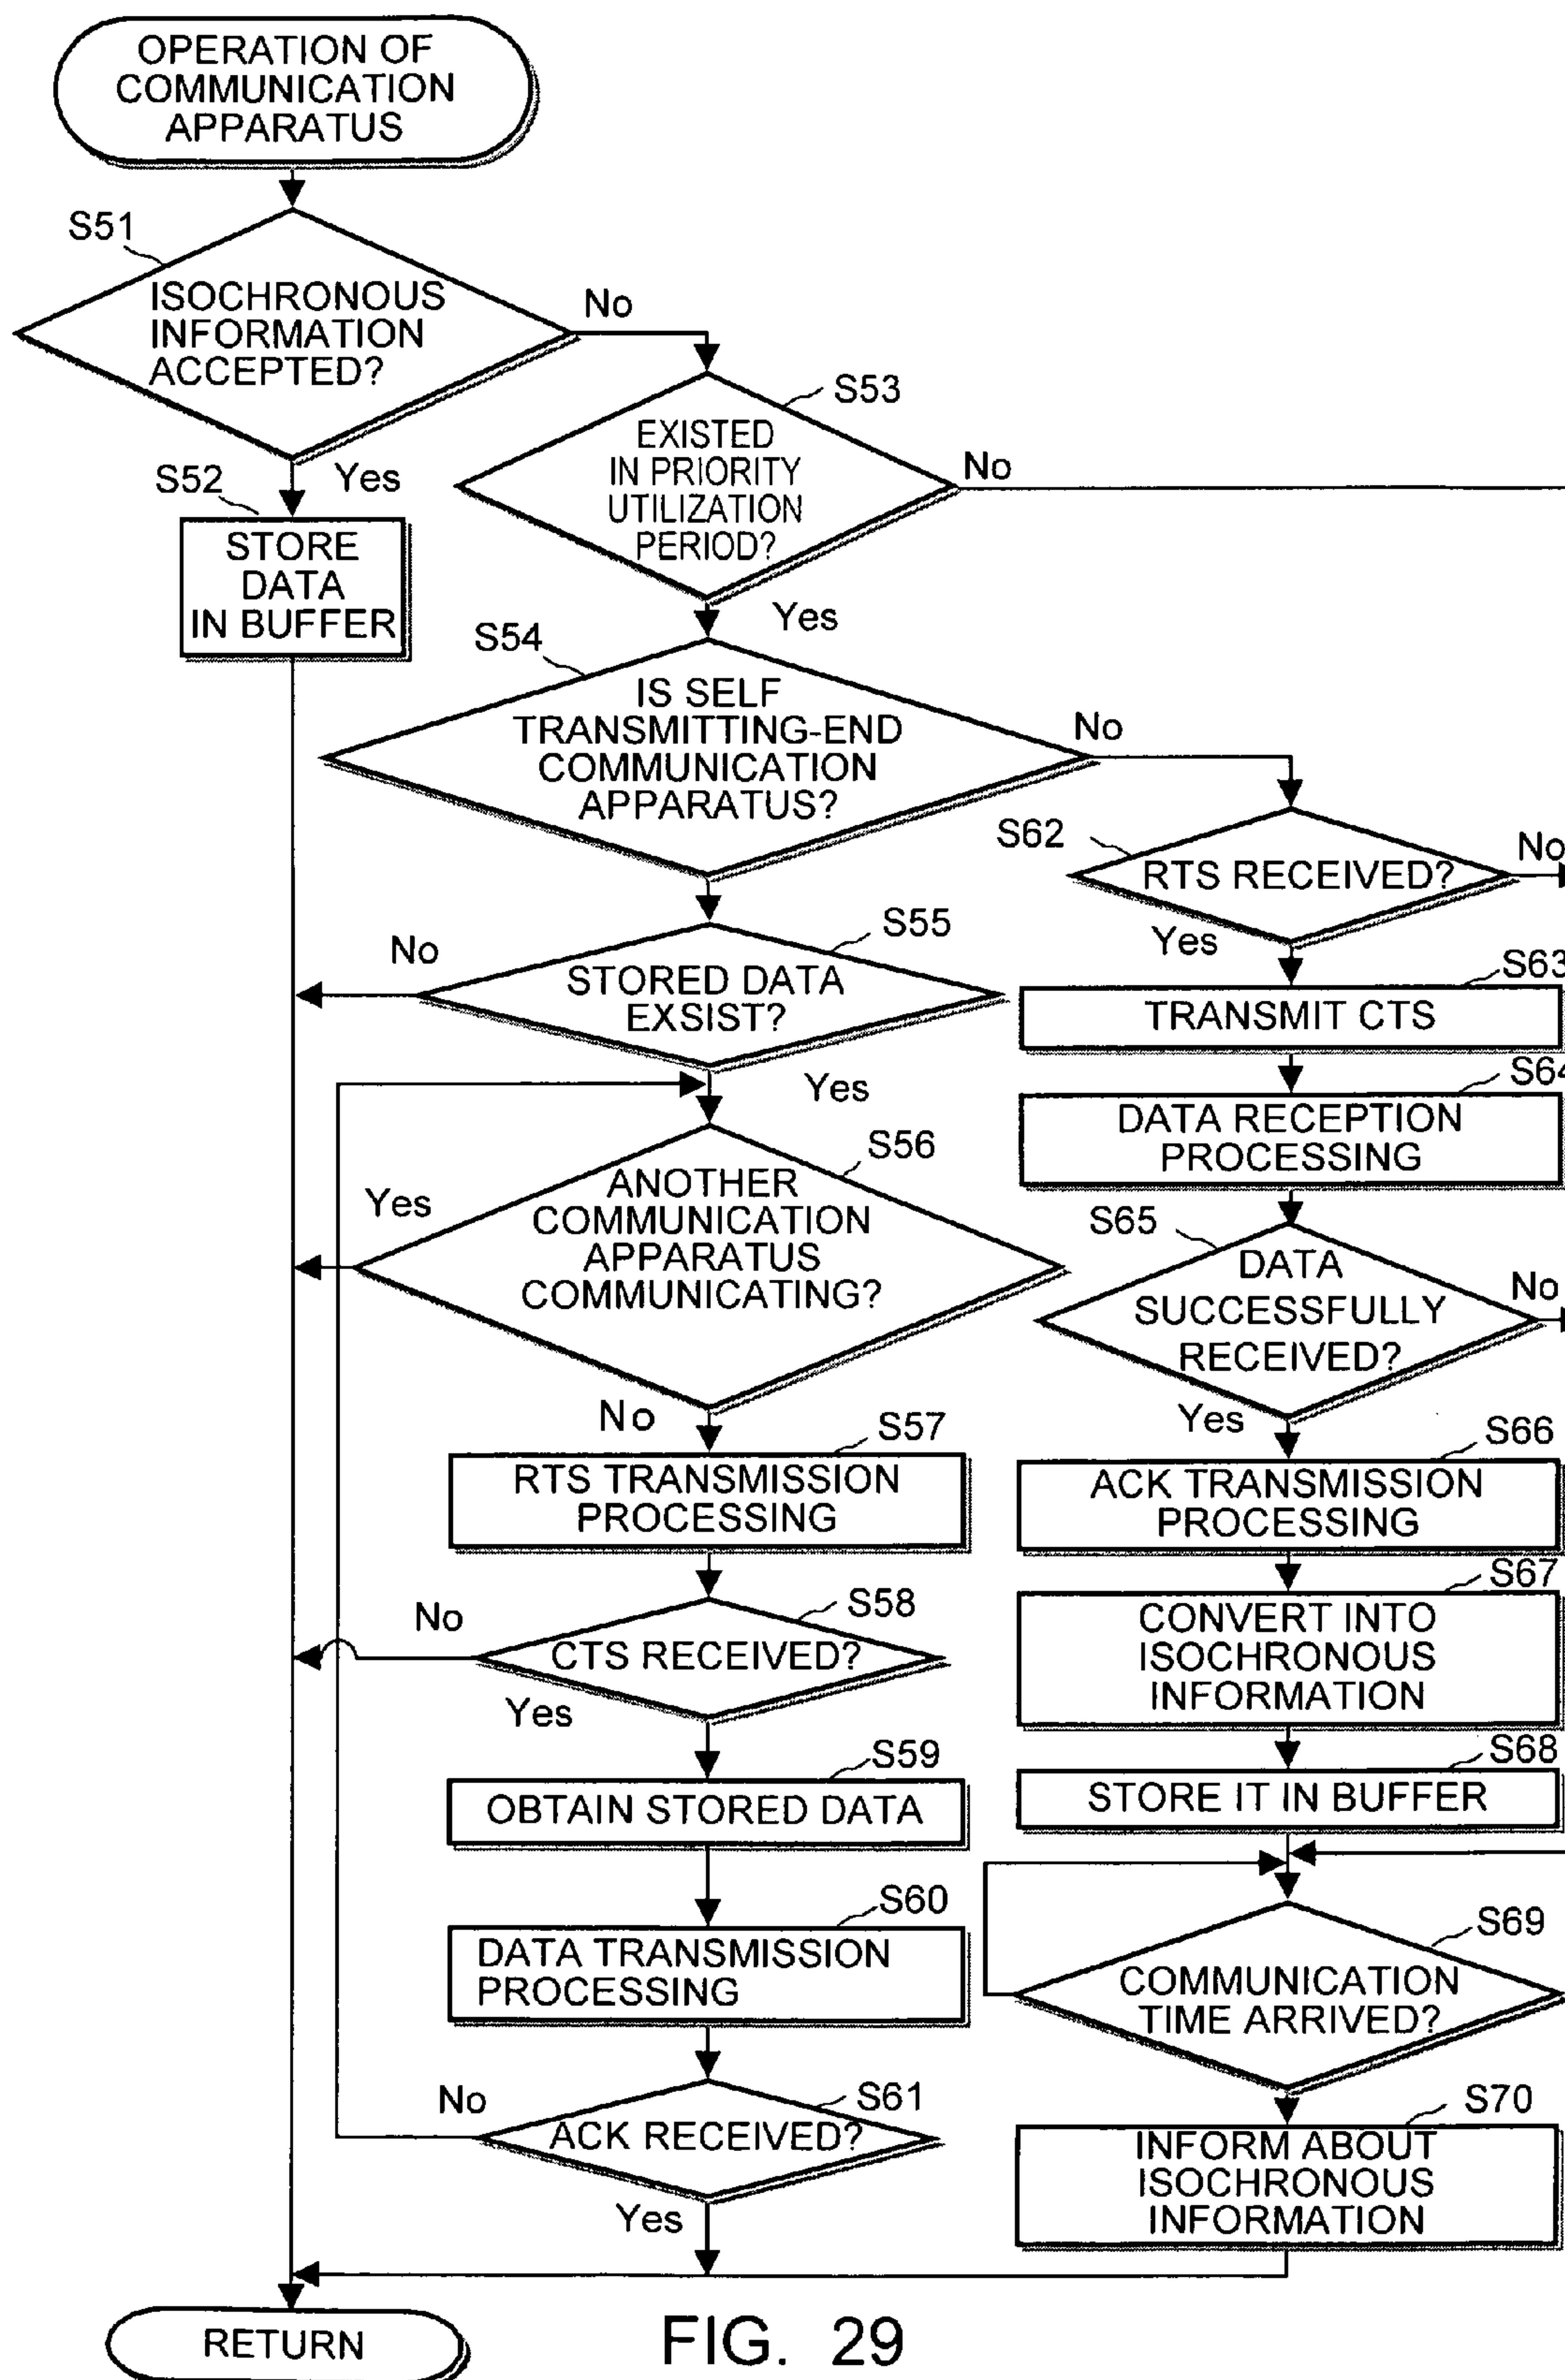 OPERATION OF
COMMUNICATION
APPARATUS
S51
ISOCHRONOUS
INFORMATION
ACCEPTED?
No
Yes
S52
STORE
DATA
IN BUFFER
S53
EXISTED
IN PRIORITY
UTILIZATION
PERIOD?
No
Yes
S54
IS SELF
TRANSMITTING-END
COMMUNICATION
APPARATUS?
No
S55
STORED DATA
EXSIST?
No
Yes
S56
ANOTHER
COMMUNICATION
APPARATUS
COMMUNICATING?
Yes
No
S57
RTS TRANSMISSION
PROCESSING
S58
CTS RECEIVED?
No
Yes
S59
OBTAIN STORED DATA
S60
DATA TRANSMISSION
PROCESSING
S61
ACK RECEIVED?
No
Yes
S62
RTS RECEIVED?
No
Yes
S63
TRANSMIT CTS
S64
DATA RECEPTION
PROCESSING
S65
DATA
SUCCESSFULLY
RECEIVED?
No
Yes
S66
ACK TRANSMISSION
PROCESSING
S67
CONVERT INTO
ISOCHRONOUS
INFORMATION
S68
STORE IT IN BUFFER
S69
COMMUNICATION
TIME ARRIVED?
S70
INFORM ABOUT
ISOCHRONOUS
INFORMATION
RETURN
FIG. 29